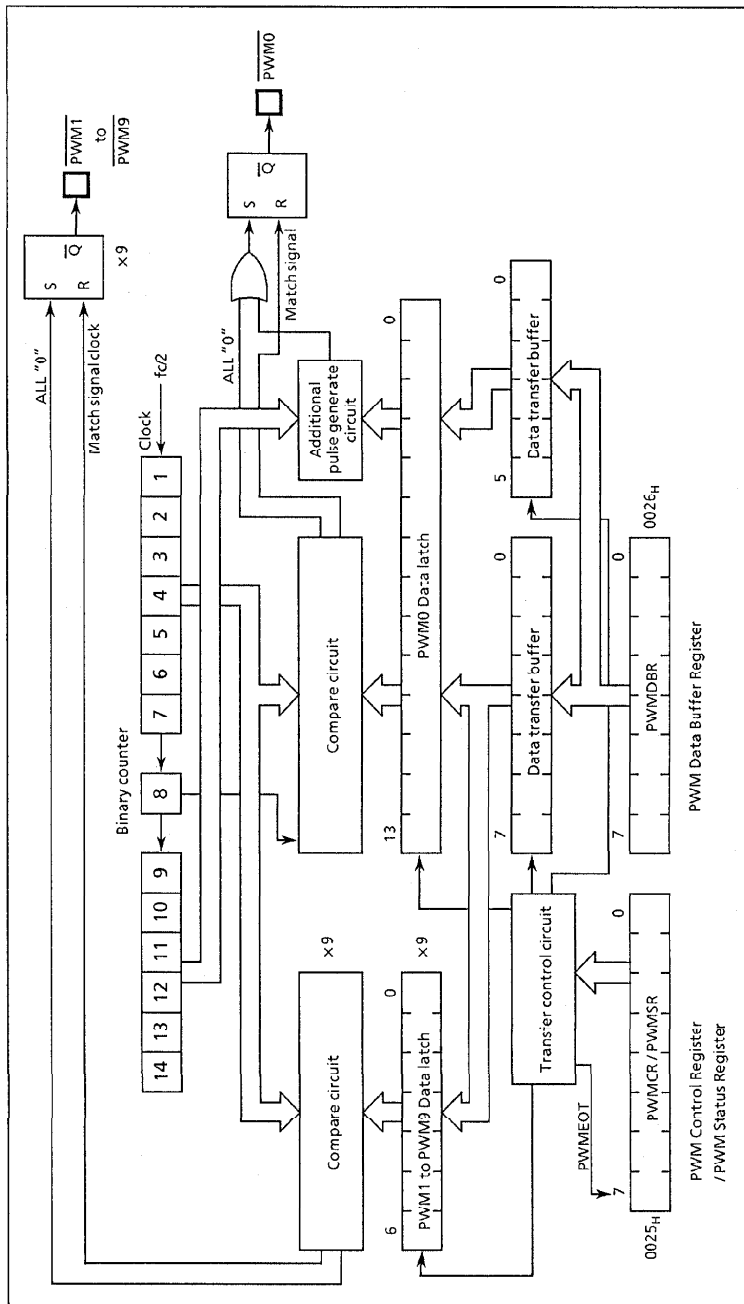 PWM1
to
PWM9
PWM0
S
Q
R
×9
S
Q
R
ALL "0"
Match signal clock
ALL "0"
Match signal
fc/2
Clock
Binary counter
14 13 12 11 10 9
8
7 6 5 4 3 2 1
Additional
pulse generate
circuit
Compare circuit
×9
Compare circuit
6
0
×9
PWM1 to PWM9 Data latch
13
0
PWM0 Data latch
Transfer control circuit
7
0
Data transfer buffer
5
0
Data transfer buffer
PWMEOT
0025H
7
0
PWMCR / PWMSR
7
0
0026H
PWMDBR
PWM Control Register
/ PWM Status Register
PWM Data Buffer Register